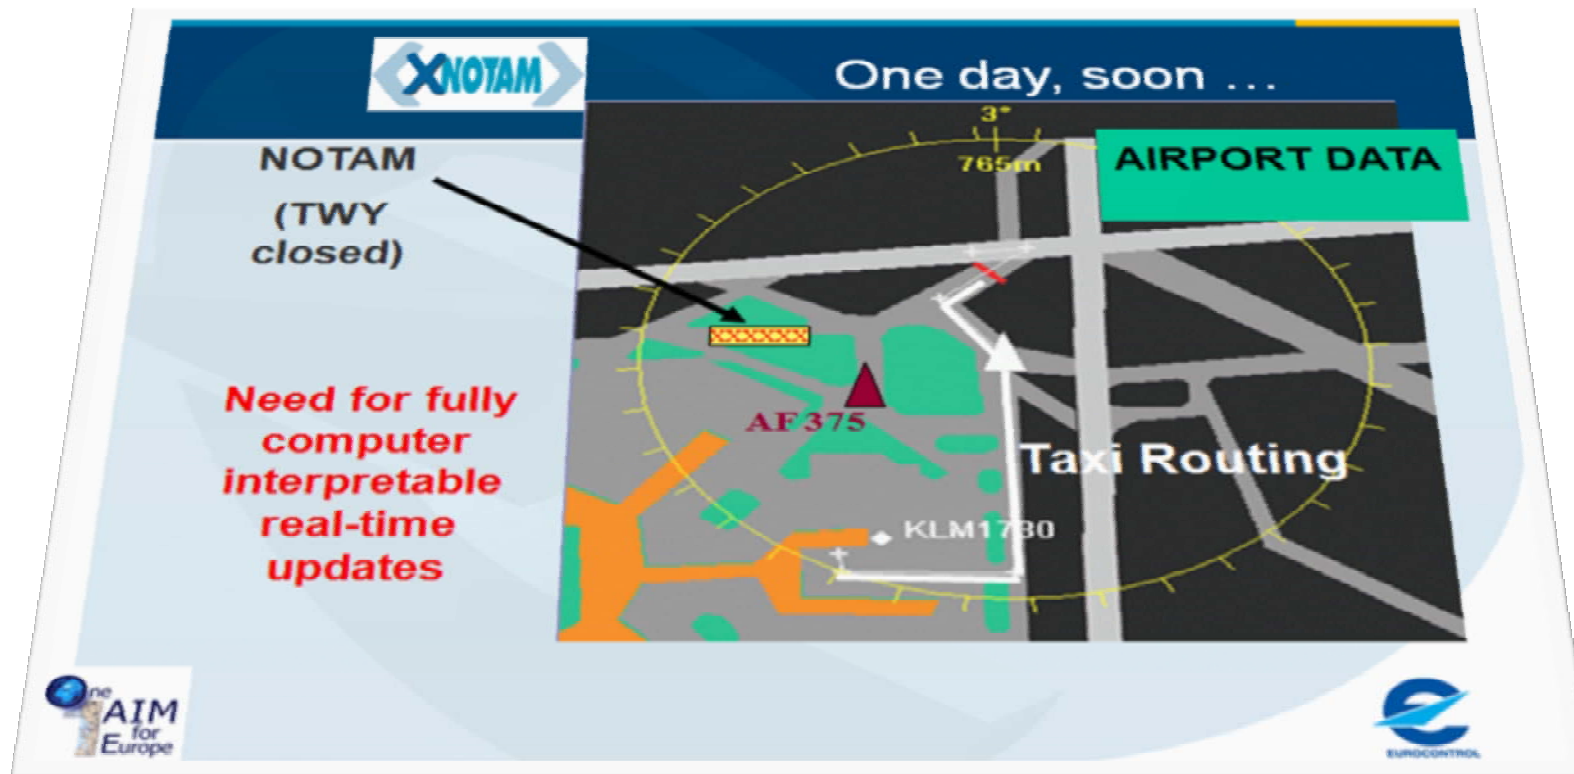 XNOTAM
One day, soon ...
NOTAM
(TWY
closed)
3°
765m
AIRPORT DATA
AF375
Need for fully
computer
interpretable
real-time
updates
Taxi Routing
KLM1780
One
AIM
for
Europe
EUROCONTROL